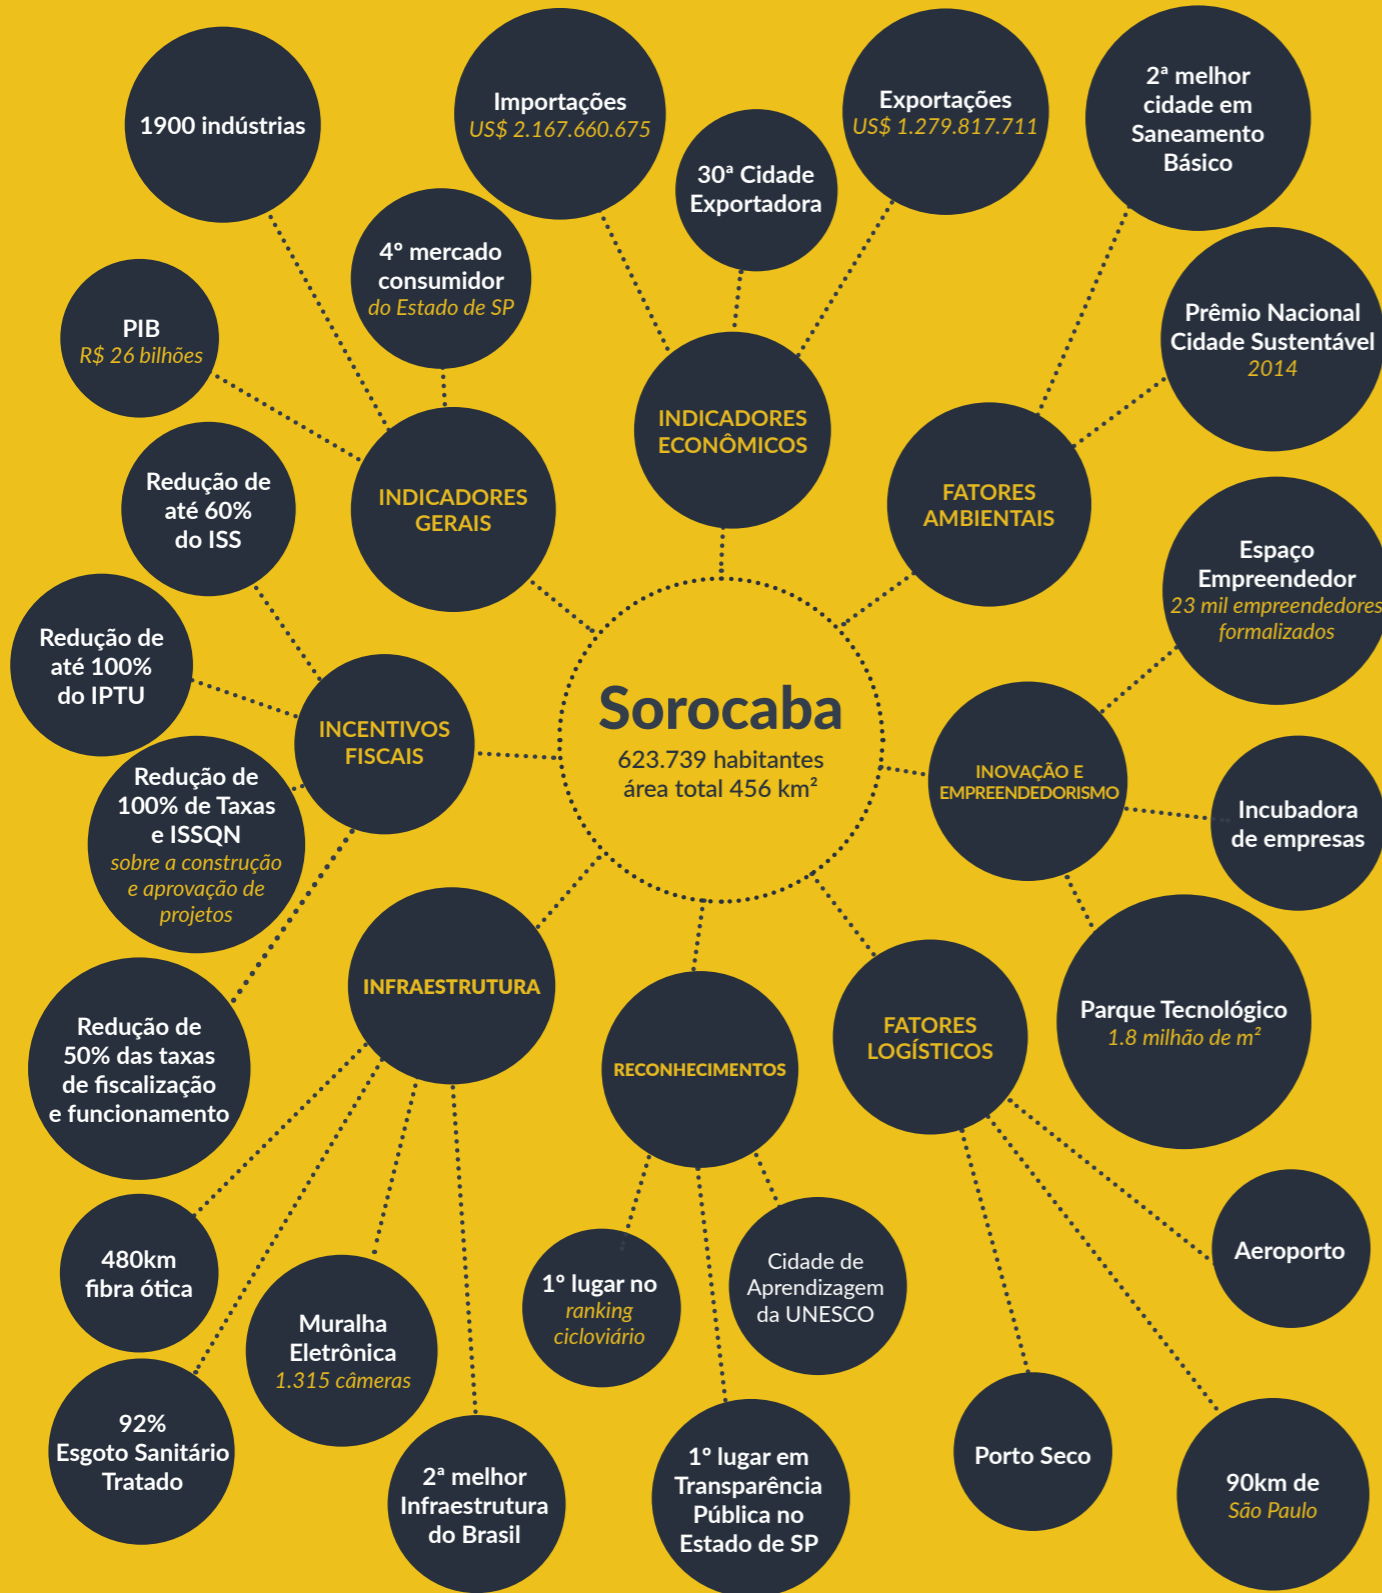 1900 indústrias
Importações
US$ 2.167.660.675
30ª Cidade
Exportadora
Exportações
US$ 1.279.817.711
2ª melhor
cidade em
Saneamento
Básico
4º mercado
consumidor
do Estado de SP
PIB
R$ 26 bilhões
Prêmio Nacional
Cidade Sustentável
2014
INDICADORES
ECONÔMICOS
INDICADORES
GERAIS
FATORES
AMBIENTAIS
Redução de
até 60%
do ISS
Espaço
Empreendedor
23 mil empreendedores
formalizados
Redução de
até 100%
do IPTU
INCENTIVOS
FISCAIS
Sorocaba
623.739 habitantes
área total 456 km²
INOVAÇÃO E
EMPREENDEDORISMO
Incubadora
de empresas
Redução de
100% de Taxas
e ISSQN
sobre a construção
e aprovação de
projetos
INFRAESTRUTURA
RECONHECIMENTOS
FATORES
LOGÍSTICOS
Parque Tecnológico
1.8 milhão de m²
Redução de
50% das taxas
de fiscalização
e funcionamento
480km
fibra ótica
Muralha
Eletrônica
1.315 câmeras
1º lugar no
ranking
cicloviário
Cidade de
Aprendizagem
da UNESCO
Aeroporto
92%
Esgoto Sanitário
Tratado
2ª melhor
Infraestrutura
do Brasil
1º lugar em
Transparência
Pública no
Estado de SP
Porto Seco
90km de
São Paulo